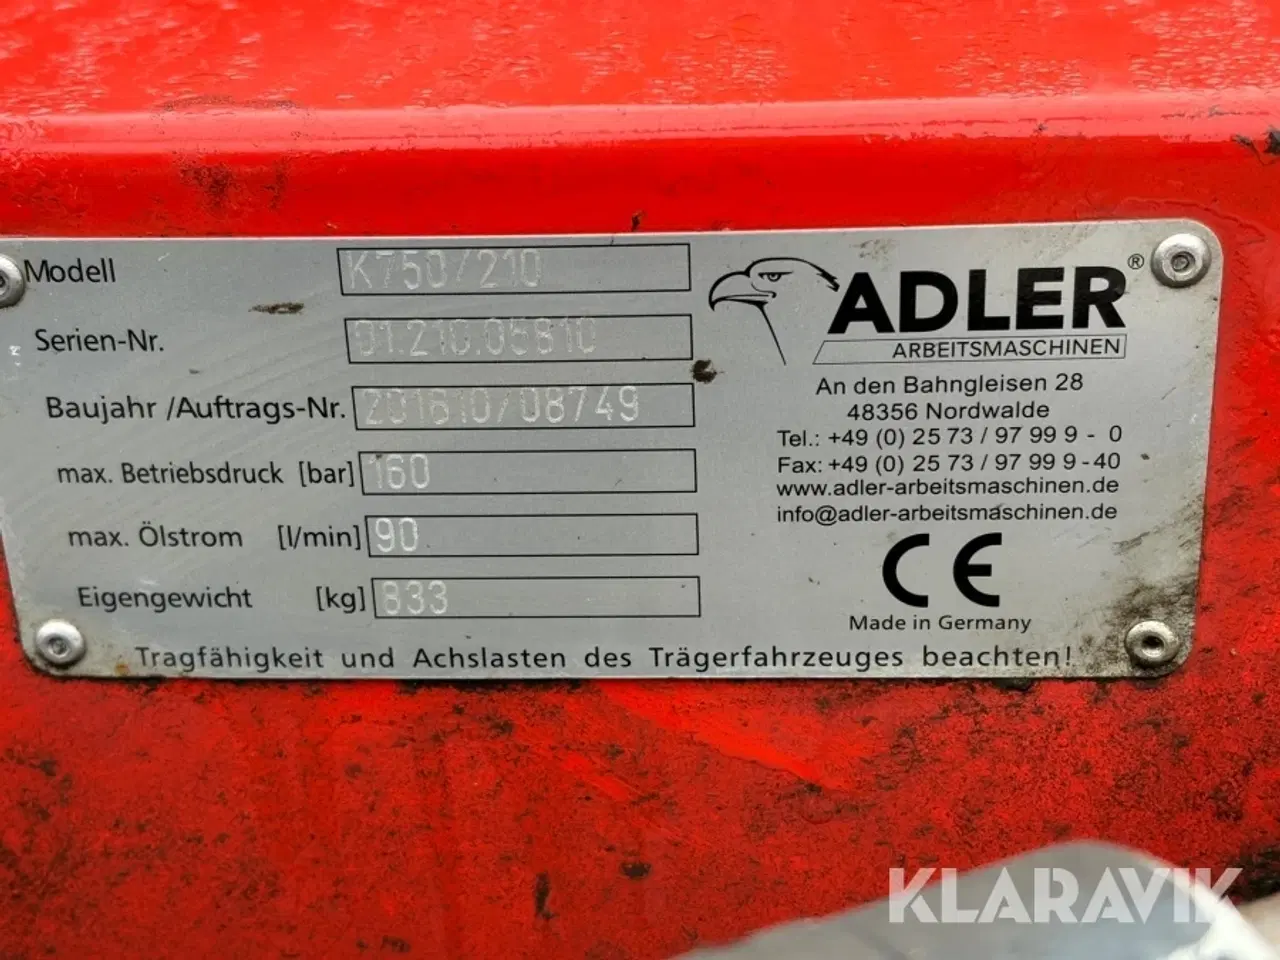 Modell K750/210
Serien-Nr. 01.210.05810
Baujahr /Auftrags-Nr. 201610/08749
max. Betriebsdruck [bar] 160
max. Ölstrom [l/min] 90
Eigengewicht [kg] 833
ADLER®
ARBEITSMASCHINEN
An den Bahngleisen 28
48356 Nordwalde
Tel.: +49 (0) 25 73 / 97 99 9 - 0
Fax: +49 (0) 25 73 / 97 99 9 -40
www.adler-arbeitsmaschinen.de
info@adler-arbeitsmaschinen.de
CE
Made in Germany
Tragfähigkeit und Achslasten des Trägerfahrzeuges beachten!
KLARAVIK